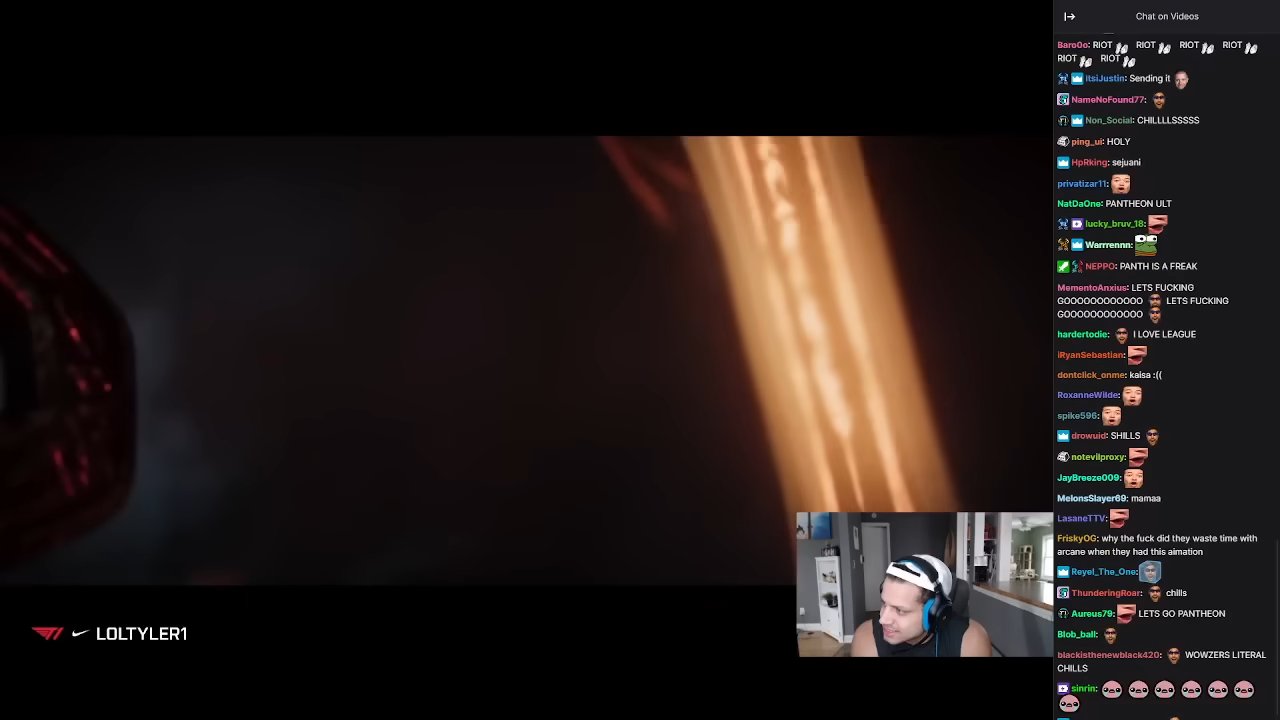 Chat on Videos
Baro0o: RIOT RIOT RIOT RIOT
RIOT RIOT
ItsiJustin: Sending it
NameNoFound77:
Non_Social: CHILLLLSSSSS
ping_ui: HOLY
HpRking: sejuani
privatizar11:
NatDaOne: PANTHEON ULT
lucky_bruv_18:
Warrrennn:
NEPPO: PANTH IS A FREAK
MementoAnxius: LETS FUCKING
GOOOOOOOOOOOO LETS FUCKING
GOOOOOOOOOOOO
hardertodie: I LOVE LEAGUE
iRyanSebastian:
dontclick_onme: kaisa :((
RoxanneWilde:
spike596:
drowuid: SHILLS
notevilproxy:
JayBreeze009:
MelonsSlayer69: mamaa
LasaneTTV:
FriskyOG: why the fuck did they waste time with
arcane when they had this aimation
Reyel_The_One:
ThunderingRoar: chills
Aureus79: LETS GO PANTHEON
Blob_ball:
blackisthenewblack420: WOWZERS LITERAL
CHILLS
sinrin:
T1 LOLTYLER1